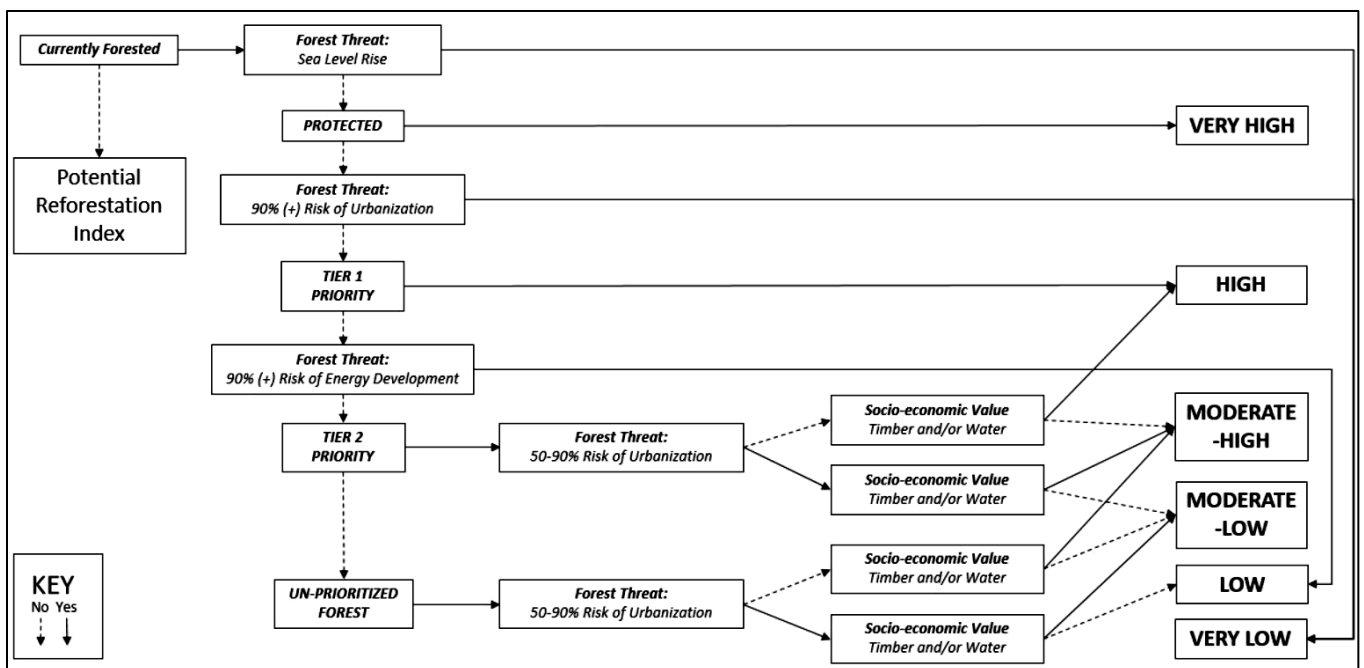 Currently Forested
Forest Threat:
Sea Level Rise
PROTECTED
VERY HIGH
Potential
Reforestation
Index
Forest Threat:
90% (+) Risk of Urbanization
TIER 1
PRIORITY
HIGH
Forest Threat:
90% (+) Risk of Energy Development
TIER 2
PRIORITY
Forest Threat:
50-90% Risk of Urbanization
Socio-economic Value
Timber and/or Water
Socio-economic Value
Timber and/or Water
MODERATE
-HIGH
MODERATE
-LOW
UN-PRIORITIZED
FOREST
Forest Threat:
50-90% Risk of Urbanization
Socio-economic Value
Timber and/or Water
Socio-economic Value
Timber and/or Water
LOW
VERY LOW
KEY
No Yes